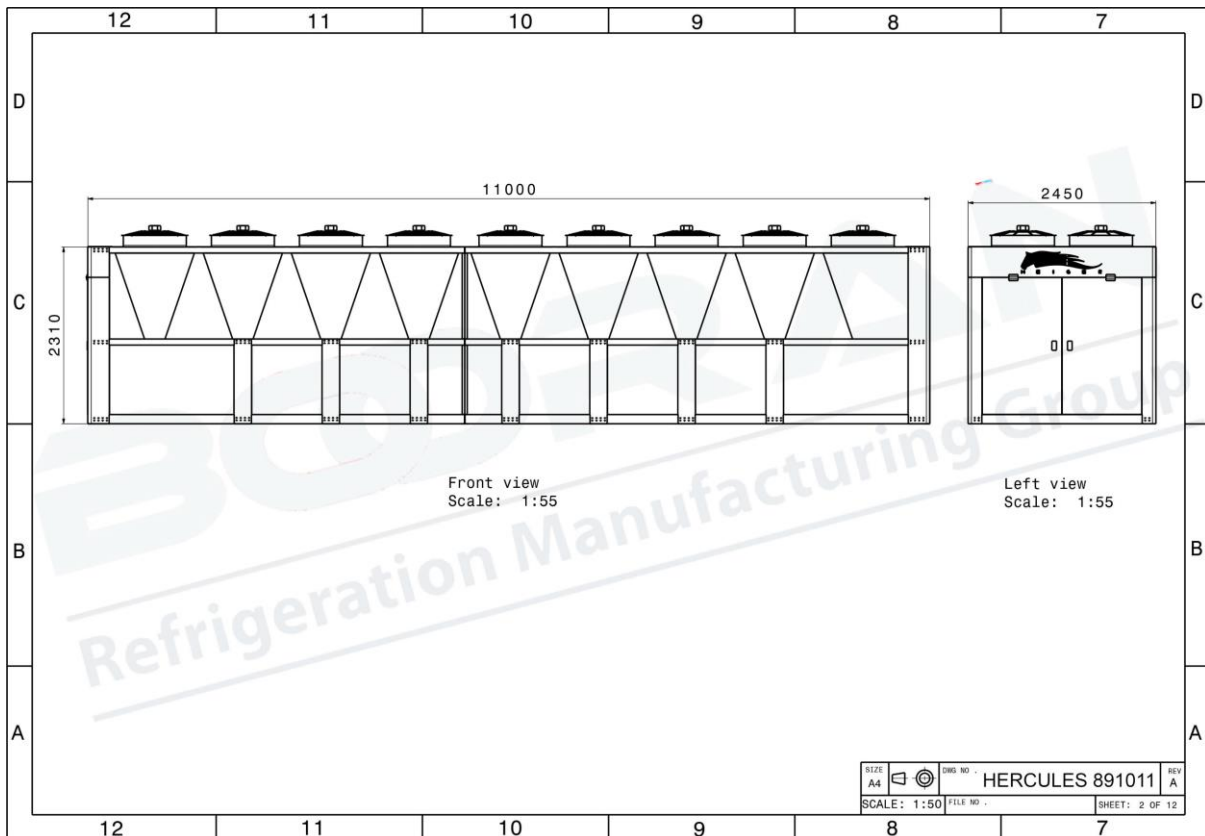 12 11 10 9 8 7
D D
11000
2450
C C
2310
Front view
Scale: 1:55
Left view
Scale: 1:55
BOORAN
Refrigeration Manufacturing Group
B B
A A
SIZE
A4
DWG NO .
HERCULES 891011
REV
A
SCALE: 1:50
FILE NO .
SHEET: 2 OF 12
12 11 10 9 8 7